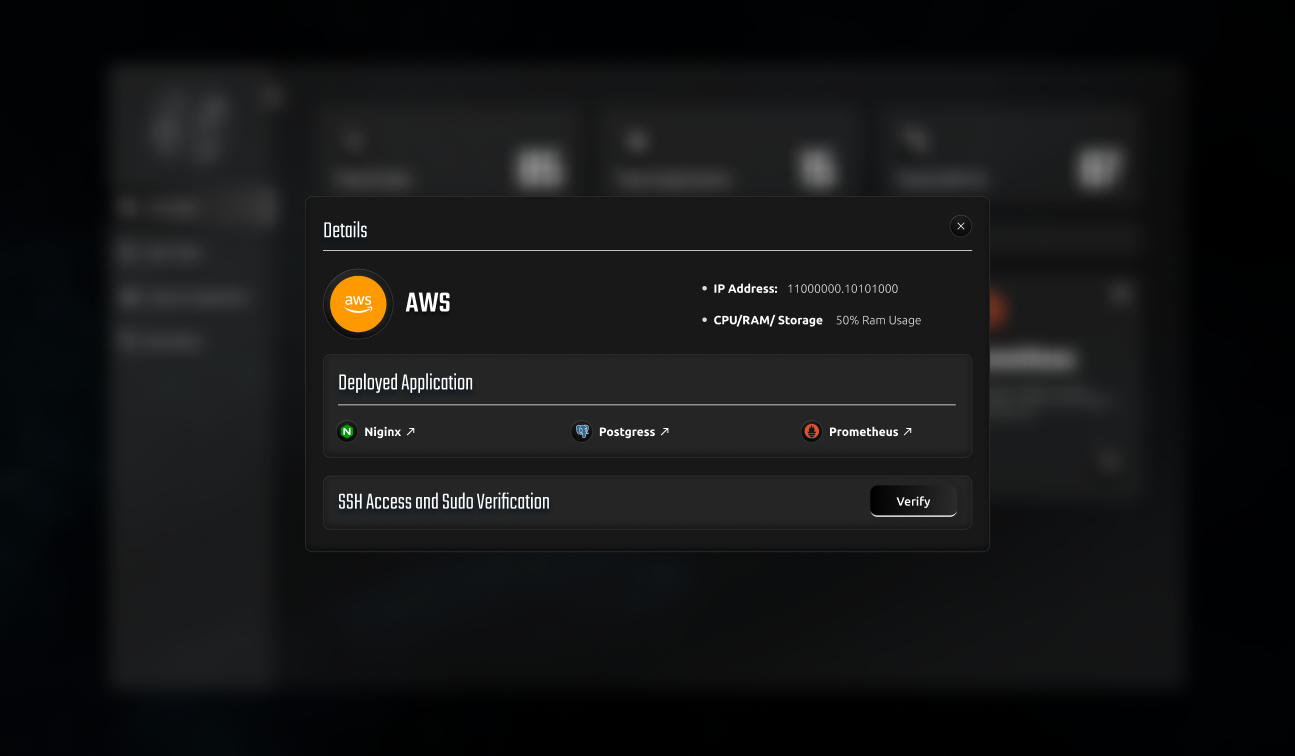 Details
aws
AWS
IP Address: 11000000.10101000
CPU/RAM/ Storage 50% Ram Usage
Deployed Application
Niginx
Postgress
Prometheus
SSH Access and Sudo Verification
Verify